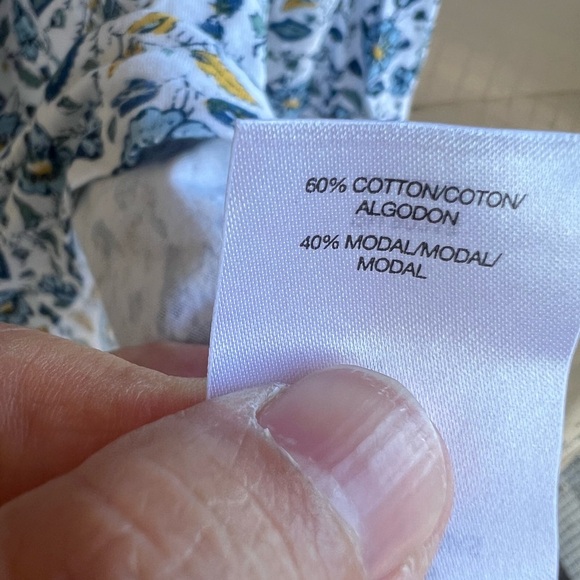 60% COTTON/COTON/
ALGODON
40% MODAL/MODAL/
MODAL